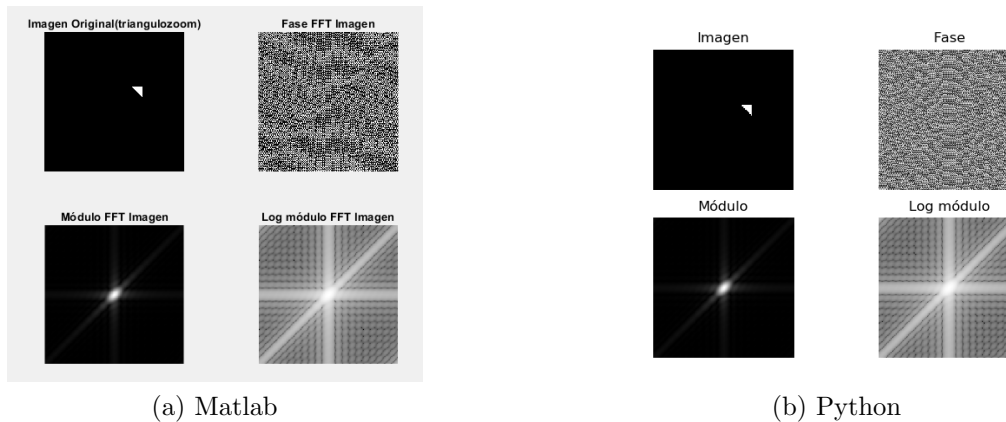 Imagen Original(triangulozoom)
Fase FFT Imagen
Módulo FFT Imagen
Log módulo FFT Imagen
(a) Matlab
Imagen
Fase
Módulo
Log módulo
(b) Python